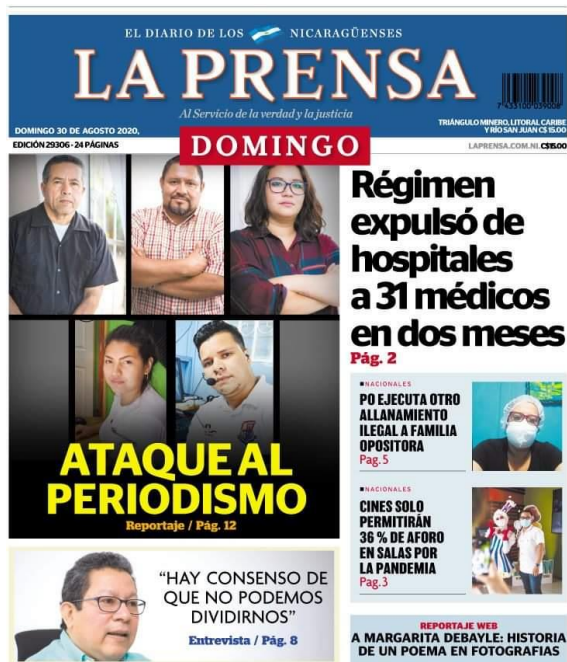 EL DIARIO DE LOS NICARAGÜENSES
LA PRENSA
Al Servicio de la verdad y la justicia
7433100039008
DOMINGO 30 DE AGOSTO 2020,
EDICIÓN 29306 - 24 PÁGINAS
DOMINGO
TRIÁNGULO MINERO, LITORAL CARIBE
Y RÍO SAN JUAN C$ 15.00
LAPRENSA.COM.NI. C$15.00
Régimen
expulsó de
hospitales
a 31 médicos
en dos meses
Pág. 2
NACIONALES
PO EJECUTA OTRO
ALLANAMIENTO
ILEGAL A FAMILIA
OPOSITORA
Pag. 5
NACIONALES
CINES SOLO
PERMITIRÁN
36 % DE AFORO
EN SALAS POR
LA PANDEMIA
Pag. 3
ATAQUE AL
PERIODISMO
Reportaje / Pág. 12
“HAY CONSENSO DE
QUE NO PODEMOS
DIVIDIRNOS”
Entrevista / Pág. 8
REPORTAJE WEB
A MARGARITA DEBAYLE: HISTORIA
DE UN POEMA EN FOTOGRAFIAS